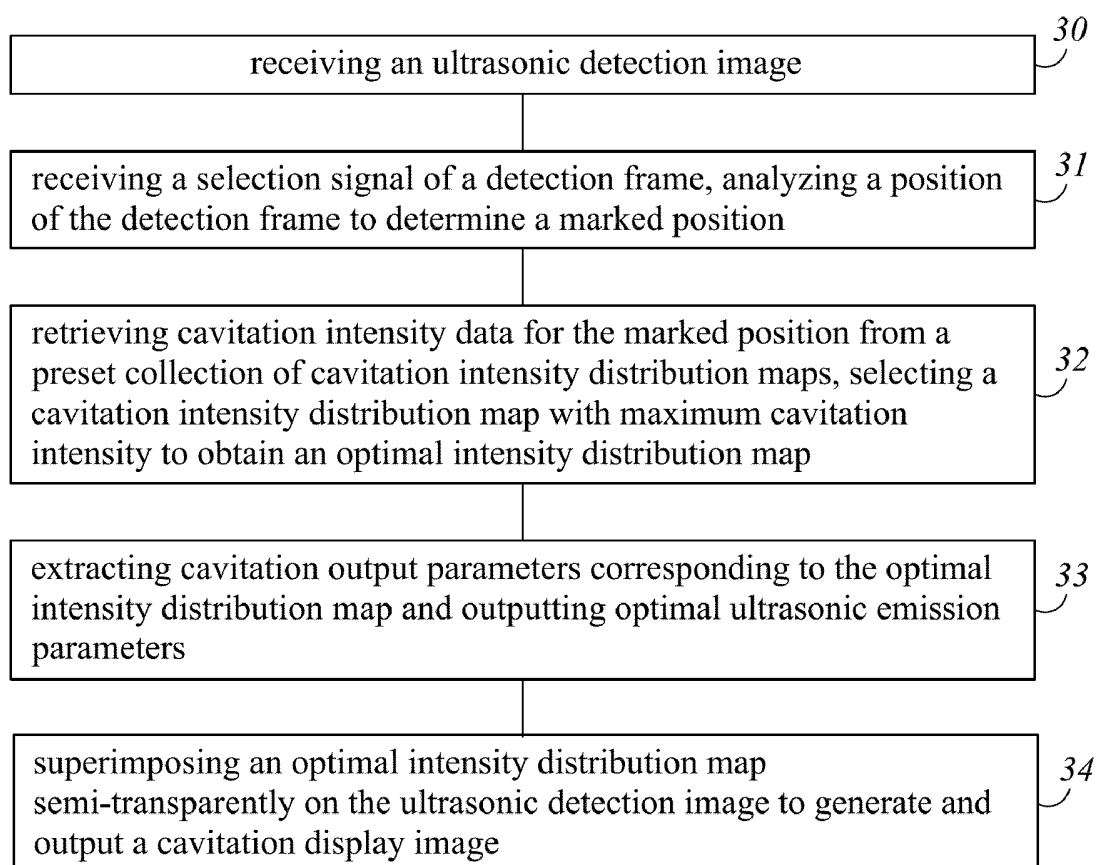 30
receiving an ultrasonic detection image
31
receiving a selection signal of a detection frame, analyzing a position
of the detection frame to determine a marked position
32
retrieving cavitation intensity data for the marked position from a
preset collection of cavitation intensity distribution maps, selecting a
cavitation intensity distribution map with maximum cavitation
intensity to obtain an optimal intensity distribution map
33
extracting cavitation output parameters corresponding to the optimal
intensity distribution map and outputting optimal ultrasonic emission
parameters
34
superimposing an optimal intensity distribution map
semi-transparently on the ultrasonic detection image to generate and
output a cavitation display image